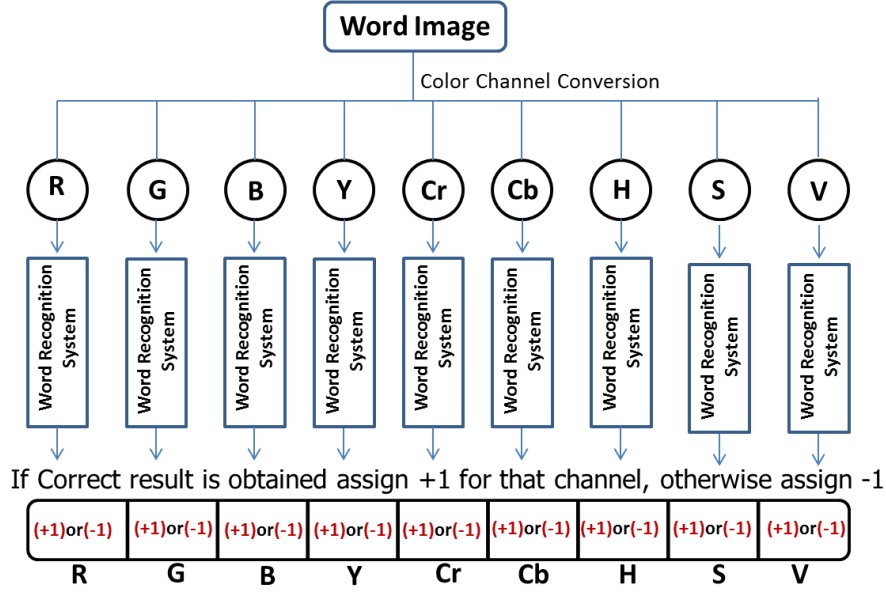 Word Image
Color Channel Conversion
R G B Y Cr Cb H S V
Word Recognition System
Word Recognition System
Word Recognition System
Word Recognition System
Word Recognition System
Word Recognition System
Word Recognition System
Word Recognition System
Word Recognition System
If Correct result is obtained assign +1 for that channel, otherwise assign -1
(+1)or(-1) (+1)or(-1) (+1)or(-1) (+1)or(-1) (+1)or(-1) (+1)or(-1) (+1)or(-1) (+1)or(-1) (+1)or(-1)
R G B Y Cr Cb H S V